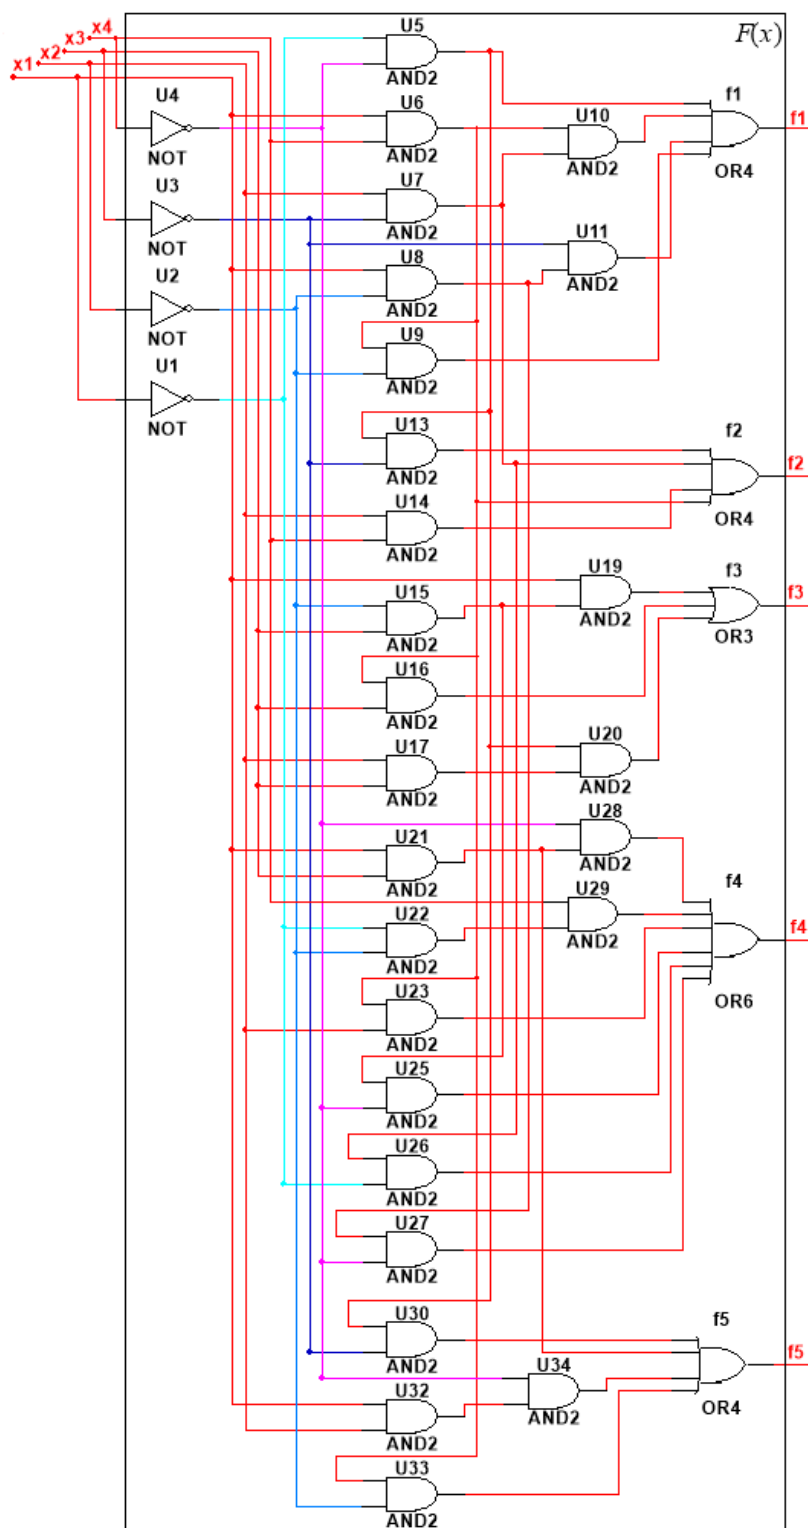 x4
x3
x2
x1
F(x)
U4
NOT
U3
NOT
U2
NOT
U1
NOT
U5
AND2
U6
AND2
U7
AND2
U8
AND2
U9
AND2
U10
AND2
U11
AND2
f1
OR4
f1
U13
AND2
U14
AND2
f2
OR4
f2
U15
AND2
U16
AND2
U17
AND2
U19
AND2
U20
AND2
f3
OR3
f3
U21
AND2
U22
AND2
U23
AND2
U25
AND2
U26
AND2
U27
AND2
U28
AND2
U29
AND2
f4
OR6
f4
U30
AND2
U32
AND2
U33
AND2
U34
AND2
f5
OR4
f5